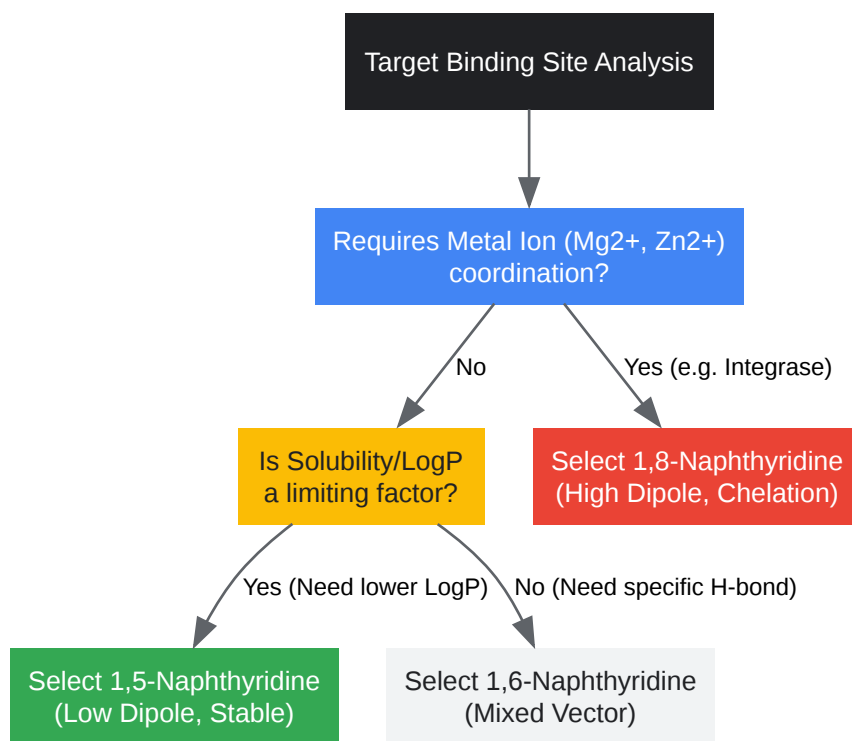 Target Binding Site Analysis
Requires Metal Ion (Mg2+, Zn2+)
coordination?
No
Yes (e.g. Integrase)
Is Solubility/LogP
a limiting factor?
Select 1,8-Naphthyridine
(High Dipole, Chelation)
Yes (Need lower LogP)
No (Need specific H-bond)
Select 1,5-Naphthyridine
(Low Dipole, Stable)
Select 1,6-Naphthyridine
(Mixed Vector)